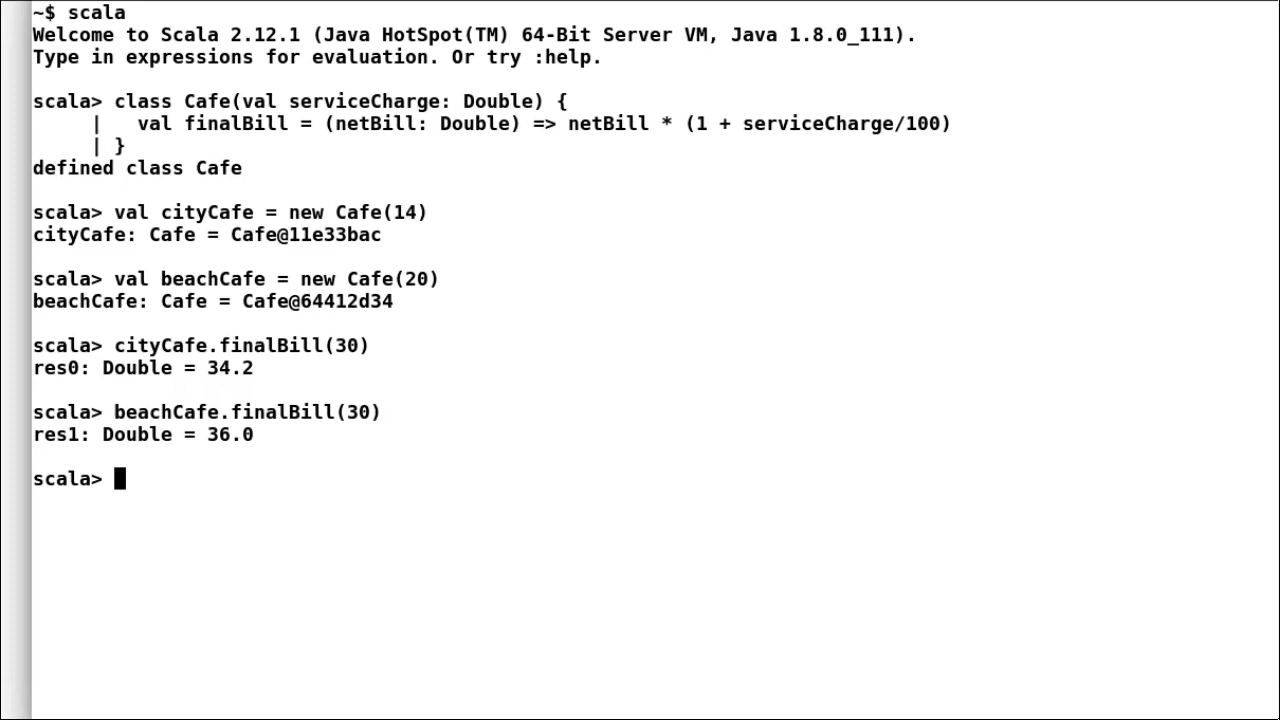 ~$ scala
Welcome to Scala 2.12.1 (Java HotSpot(TM) 64-Bit Server VM, Java 1.8.0_111).
Type in expressions for evaluation. Or try :help.
scala> class Cafe(val serviceCharge: Double) {
     |   val finalBill = (netBill: Double) => netBill * (1 + serviceCharge/100)
     | }
defined class Cafe
scala> val cityCafe = new Cafe(14)
cityCafe: Cafe = Cafe@11e33bac
scala> val beachCafe = new Cafe(20)
beachCafe: Cafe = Cafe@64412d34
scala> cityCafe.finalBill(30)
res0: Double = 34.2
scala> beachCafe.finalBill(30)
res1: Double = 36.0
scala>